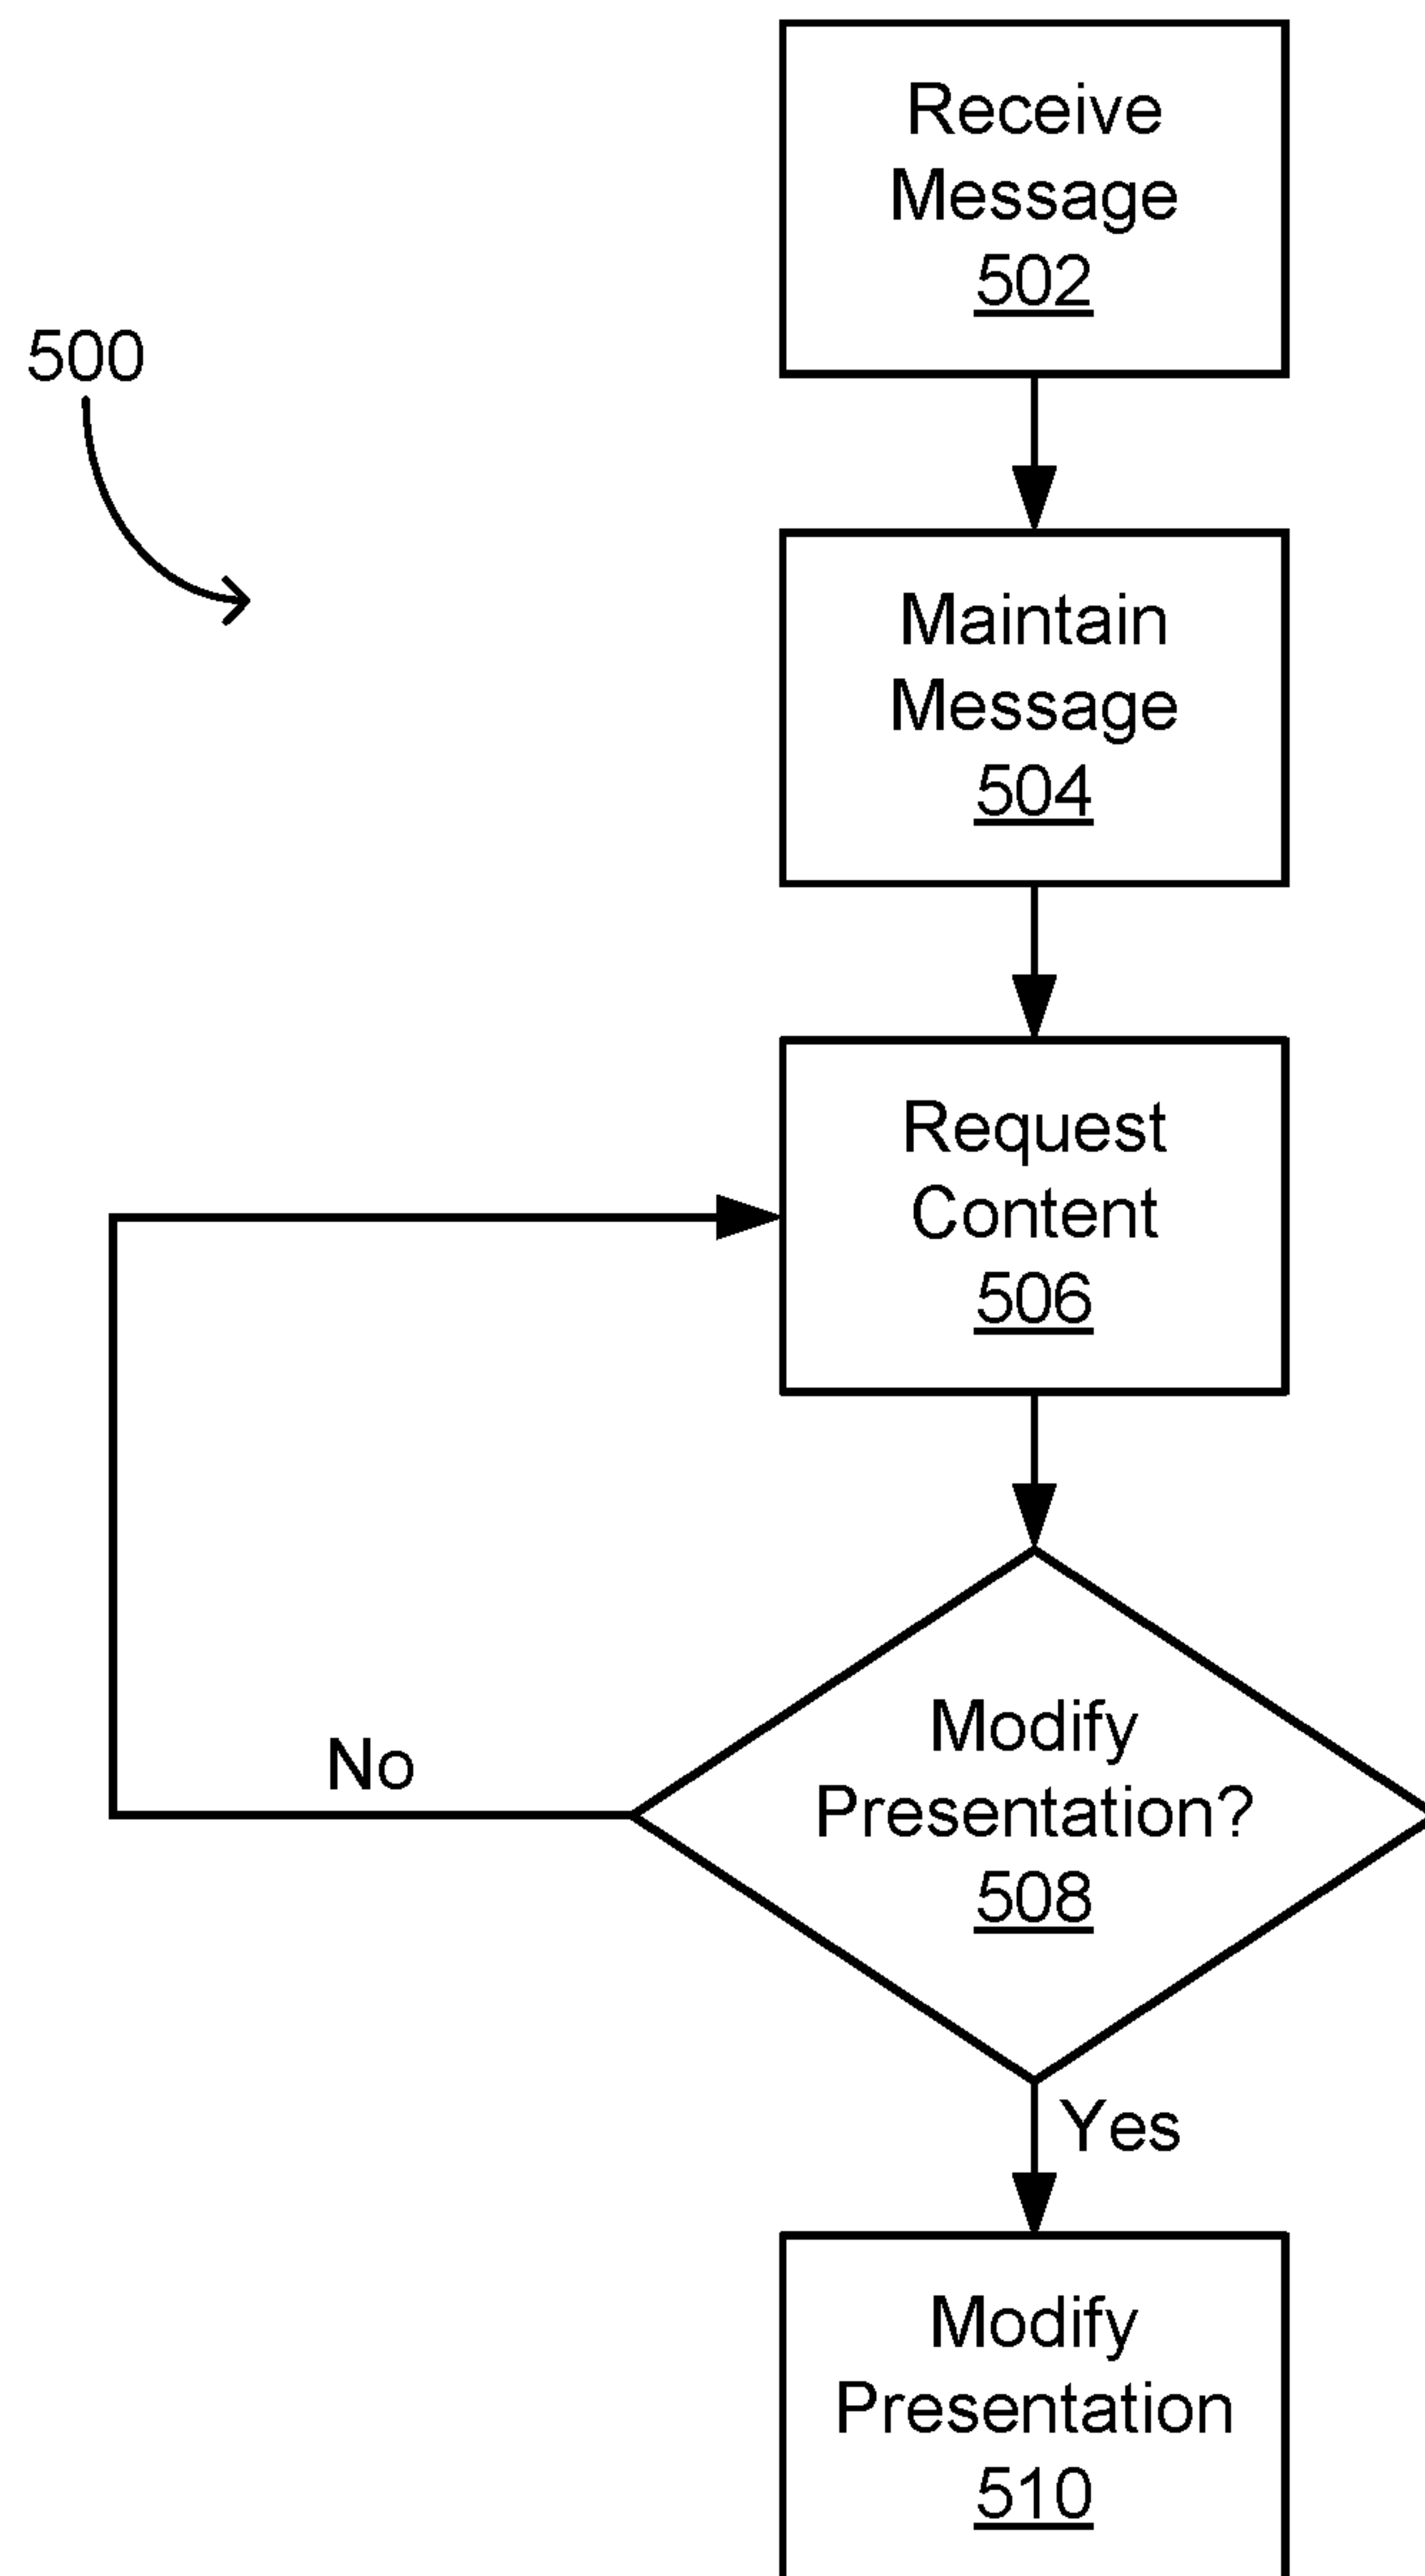 Receive
Message
502
500
Maintain
Message
504
Request
Content
506
Modify
Presentation?
508
No
Yes
Modify
Presentation
510